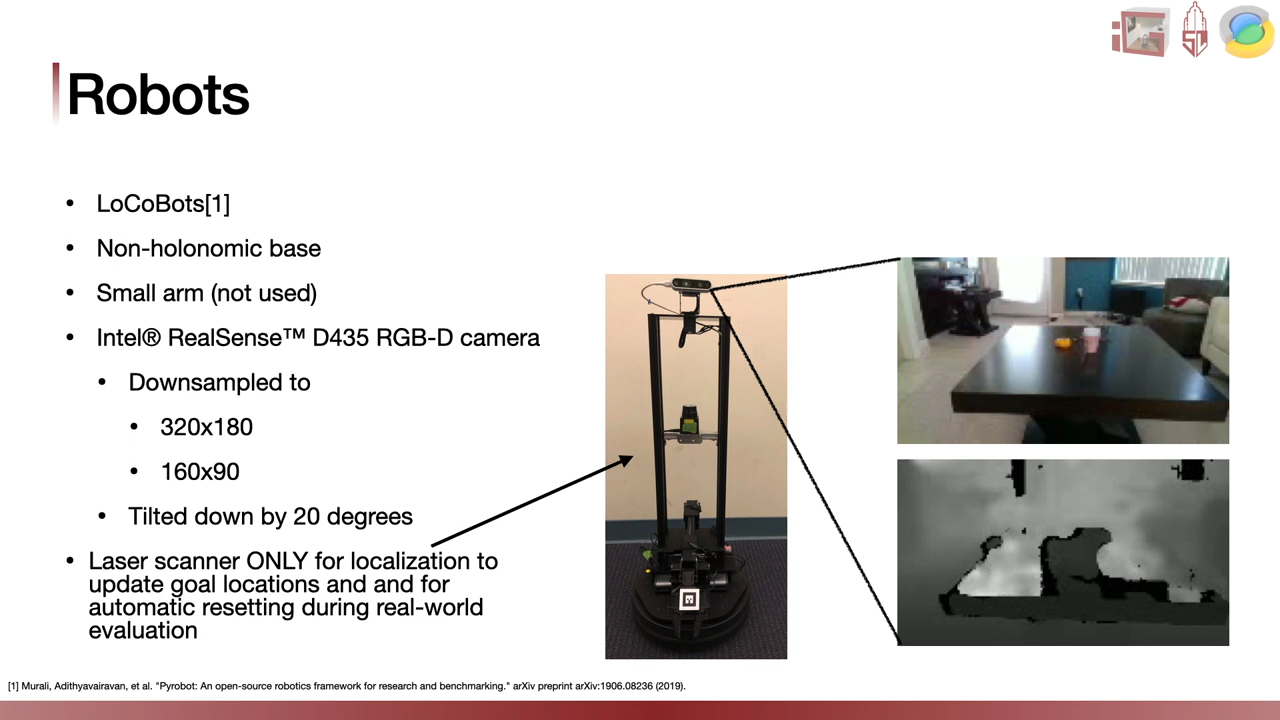 Robots
• LoCoBots[1]
• Non-holonomic base
• Small arm (not used)
• Intel® RealSense™ D435 RGB-D camera
• Downsampled to
• 320x180
• 160x90
• Tilted down by 20 degrees
• Laser scanner ONLY for localization to
update goal locations and and for
automatic resetting during real-world
evaluation
[1] Murali, Adithyavairavan, et al. "Pyrobot: An open-source robotics framework for research and benchmarking." arXiv preprint arXiv:1906.08236 (2019).